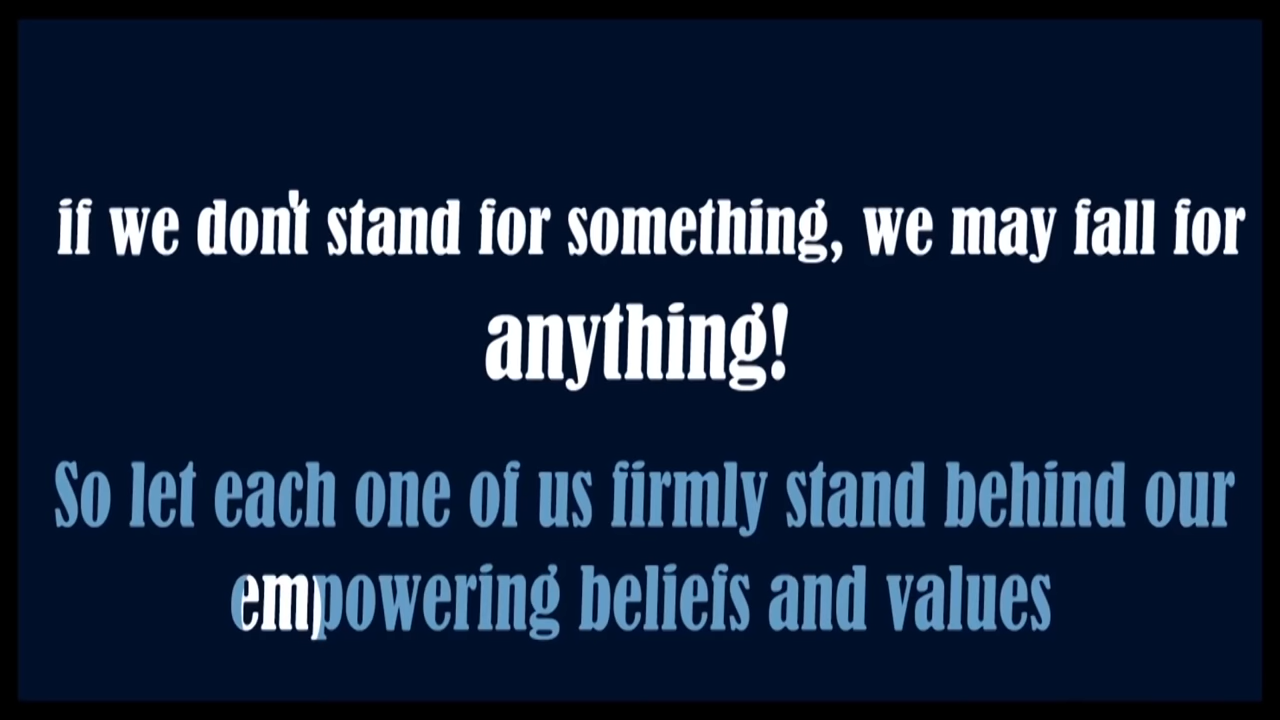 if we don't stand for something, we may fall for
anything!
So let each one of us firmly stand behind our
empowering beliefs and values